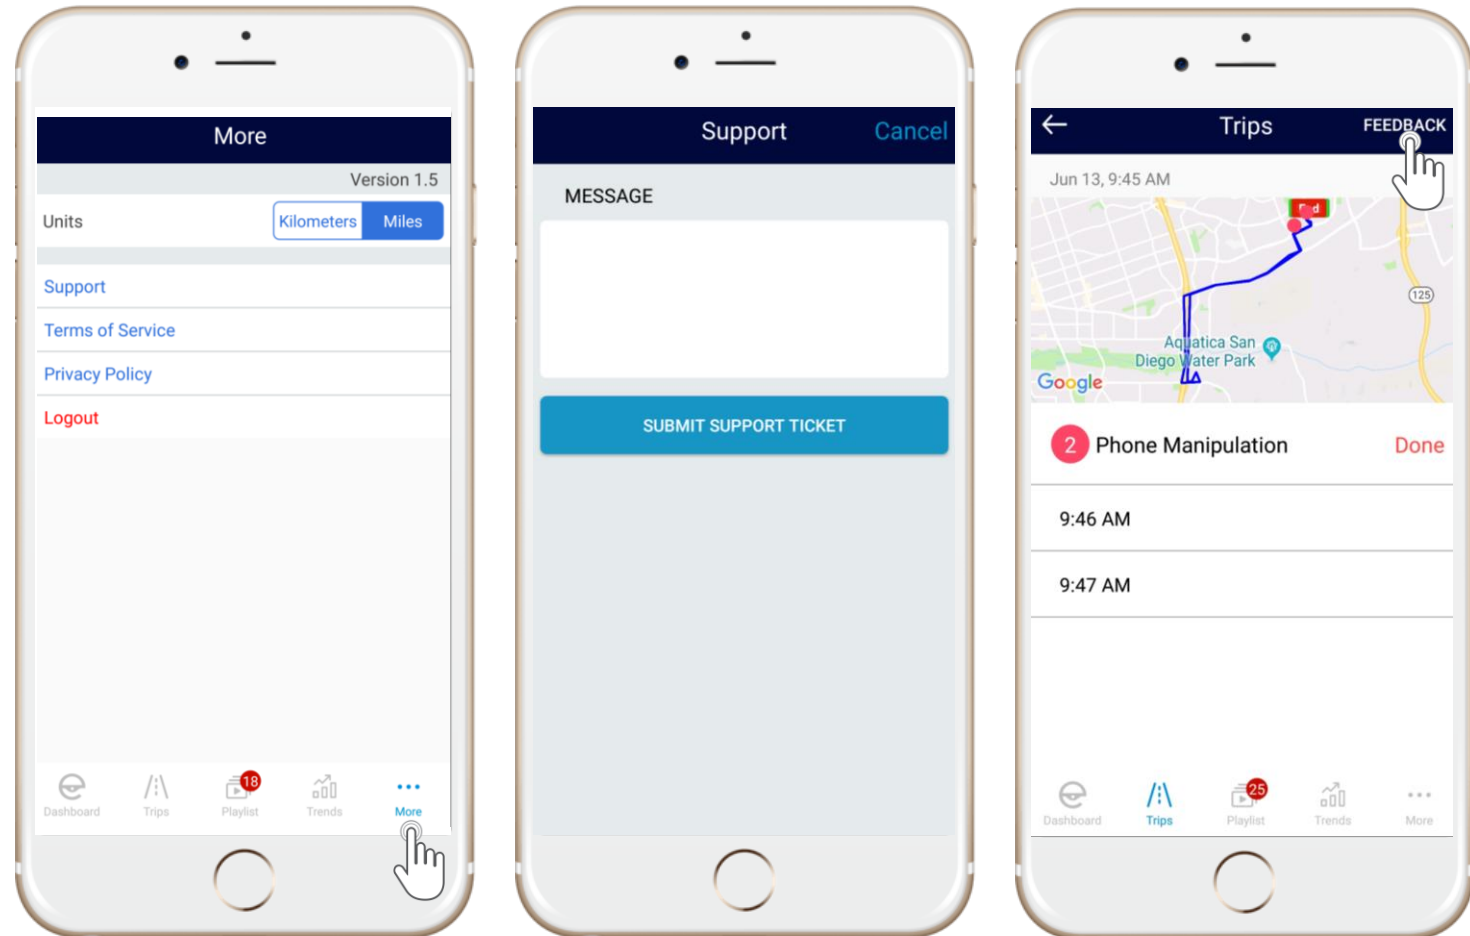 More
Version 1.5
Units
Kilometers
Miles
Support
Terms of Service
Privacy Policy
Logout
18
Dashboard
Trips
Playlist
Trends
More
Support
Cancel
MESSAGE
SUBMIT SUPPORT TICKET
Trips
FEEDBACK
Jun 13, 9:45 AM
125
Aquatica San
Diego Water Park
Google
2
Phone Manipulation
Done
9:46 AM
9:47 AM
25
Dashboard
Trips
Playlist
Trends
More